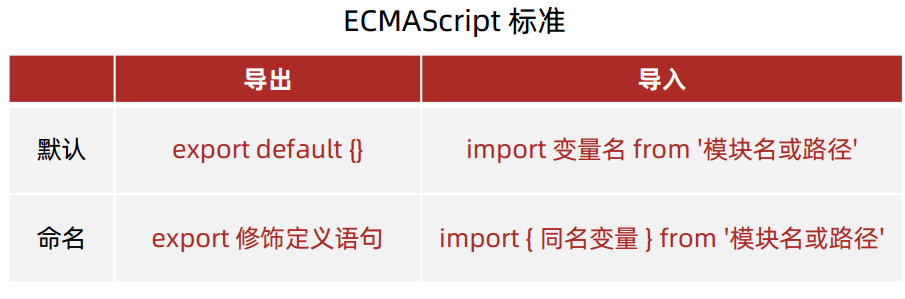 ECMAScript 标准
导出 导入
默认 export default {} import 变量名 from '模块名或路径'
命名 export 修饰定义语句 import { 同名变量 } from '模块名或路径'